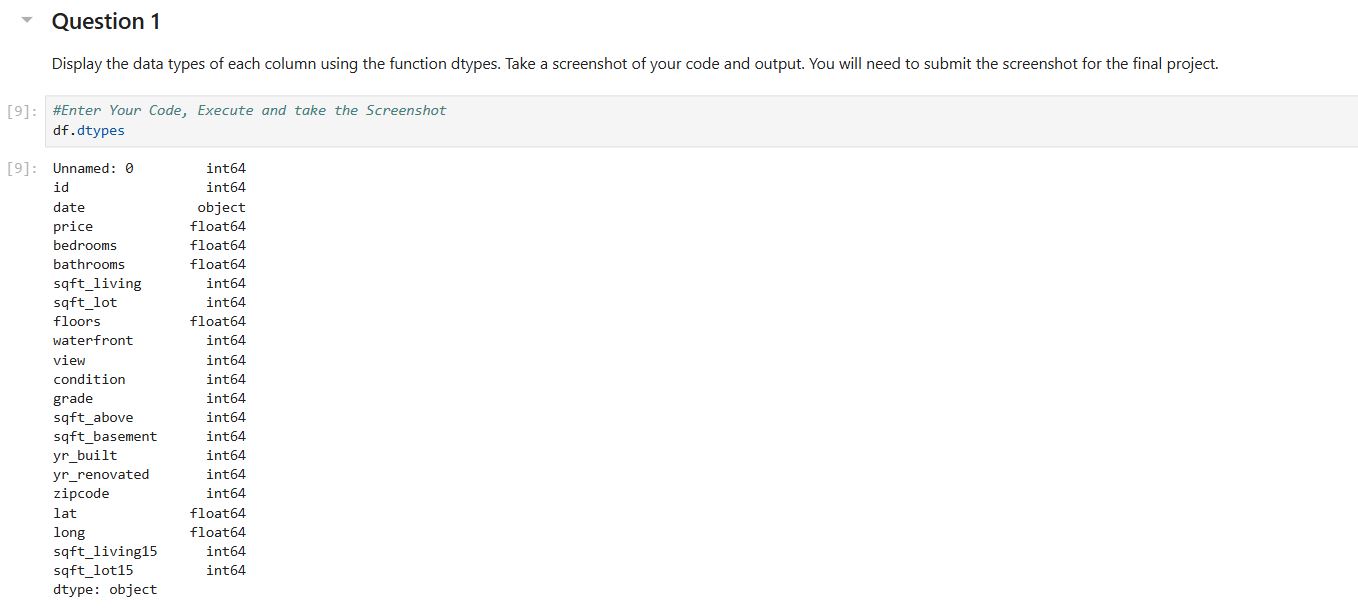 Question 1
Display the data types of each column using the function dtypes. Take a screenshot of your code and output. You will need to submit the screenshot for the final project.
[9]: #Enter Your Code, Execute and take the Screenshot
df.dtypes
[9]: Unnamed: 0 int64
id int64
date object
price float64
bedrooms float64
bathrooms float64
sqft_living int64
sqft_lot int64
floors float64
waterfront int64
view int64
condition int64
grade int64
sqft_above int64
sqft_basement int64
yr_built int64
yr_renovated int64
zipcode int64
lat float64
long float64
sqft_living15 int64
sqft_lot15 int64
dtype: object